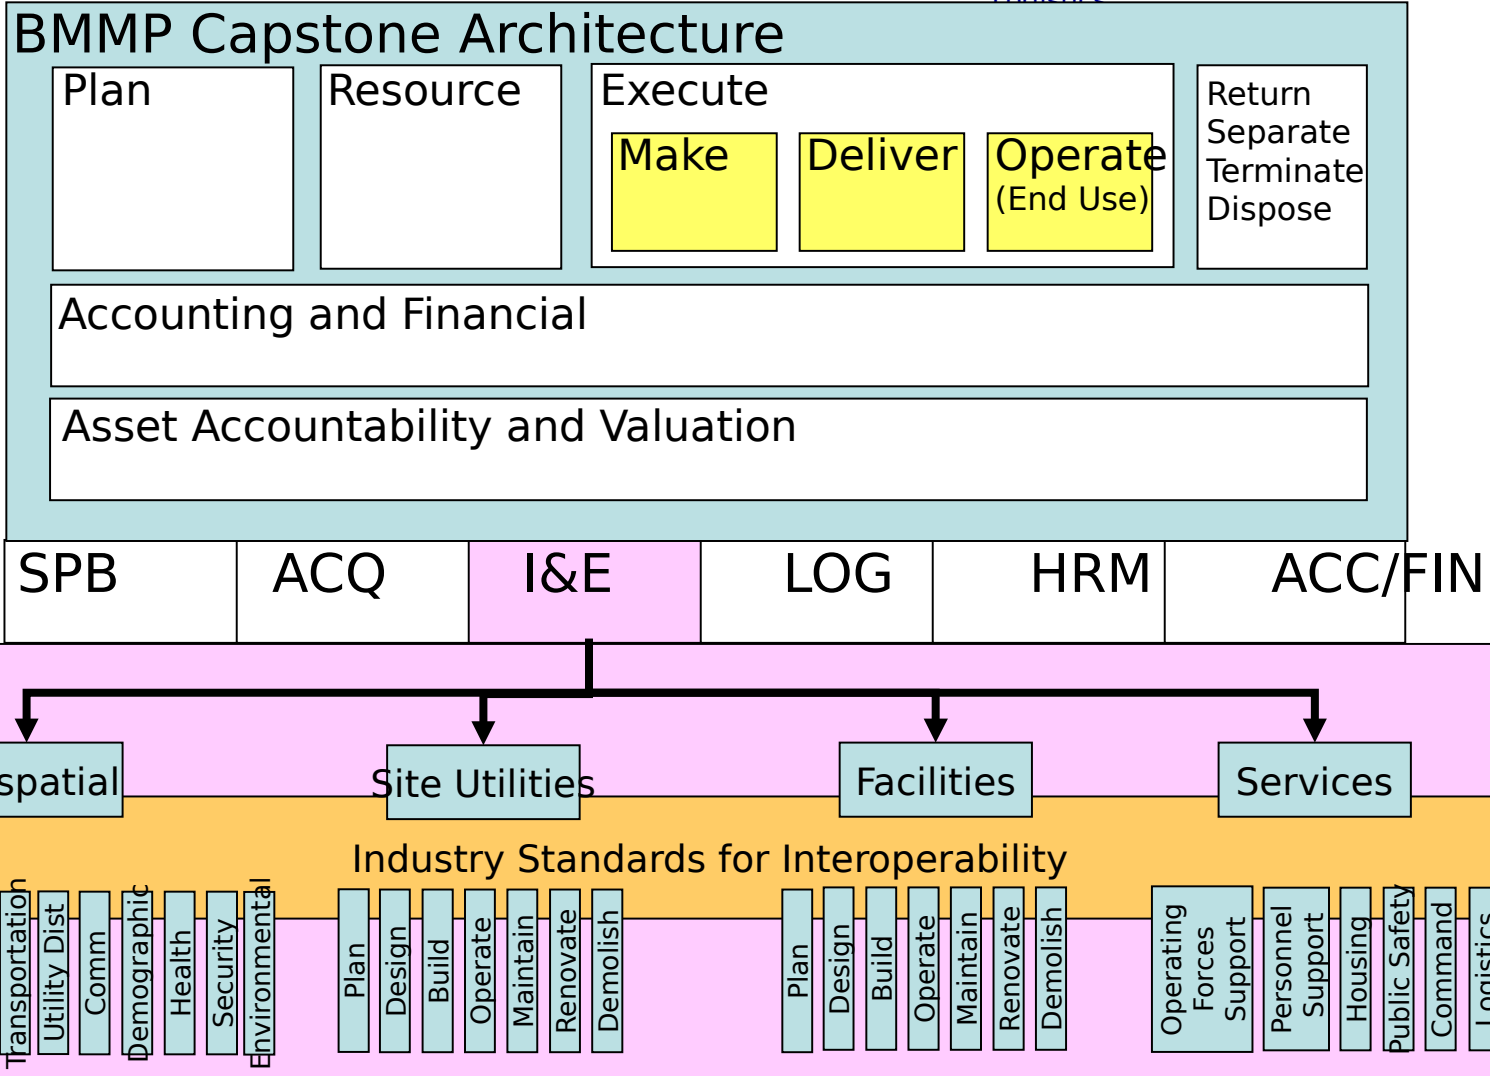 BMMP Capstone Architecture
Plan
Resource
Execute
Make
Deliver
Operate
(End Use)
Return
Separate
Terminate
Dispose
Accounting and Financial
Asset Accountability and Valuation
SPB
ACQ
I&E
LOG
HRM
ACC/FIN
spatial
Site Utilities
Facilities
Services
Industry Standards for Interoperability
Transportation
Utility Dist
Comm
Demographic
Health
Security
Environmental
Plan
Design
Build
Operate
Maintain
Renovate
Demolish
Plan
Design
Build
Operate
Maintain
Renovate
Demolish
Operating
Forces
Support
Personnel
Support
Housing
Public Safety
Command
Logistics